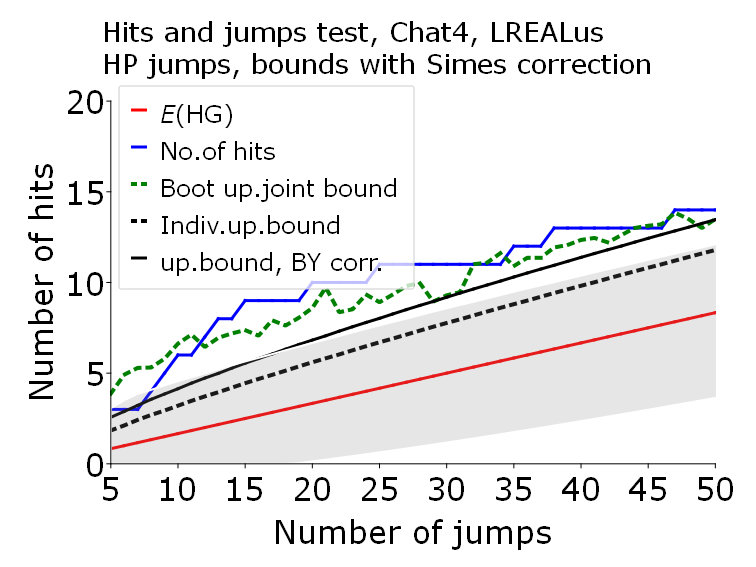 Hits and jumps test, Chat4, LREALus
HP jumps, bounds with Simes correction
E(HG)
No.of hits
Boot up.joint bound
Indiv.up.bound
up.bound, BY corr.
Number of hits
20
15
10
5
0
5 10 15 20 25 30 35 40 45 50
Number of jumps